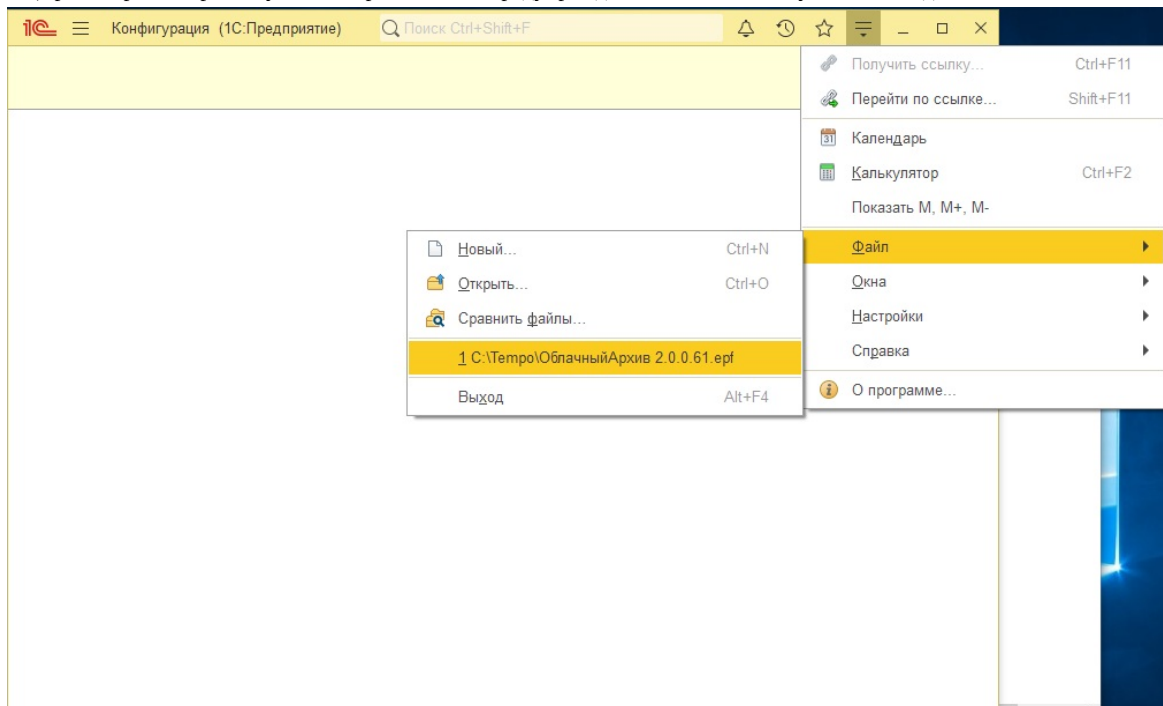 1С Конфигурация (1С:Предприятие) Поиск Ctrl+Shift+F
Получить ссылку... Ctrl+F11
Перейти по ссылке... Shift+F11
31 Календарь
Калькулятор Ctrl+F2
Показать M, M+, M-
Новый... Ctrl+N
Файл
Открыть... Ctrl+O
Окна
Сравнить файлы...
Настройки
1 C:\Tempo\ОблачныйАрхив 2.0.0.61.epf
Справка
Выход Alt+F4
О программе...